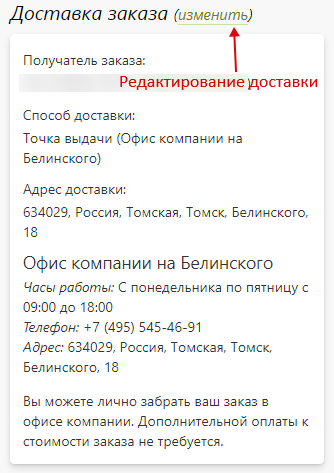 Доставка заказа (изменить)
Получатель заказа:
Редактирование доставки
Способ доставки:
Точка выдачи (Офис компании на
Белинского)
Адрес доставки:
634029, Россия, Томская, Томск, Белинского,
18
Офис компании на Белинского
Часы работы: С понедельника по пятницу с
09:00 до 18:00
Телефон: +7 (495) 545-46-91
Адрес: 634029, Россия, Томская, Томск,
Белинского, 18
Вы можете лично забрать ваш заказ в
офисе компании. Дополнительной оплаты к
стоимости заказа не требуется.